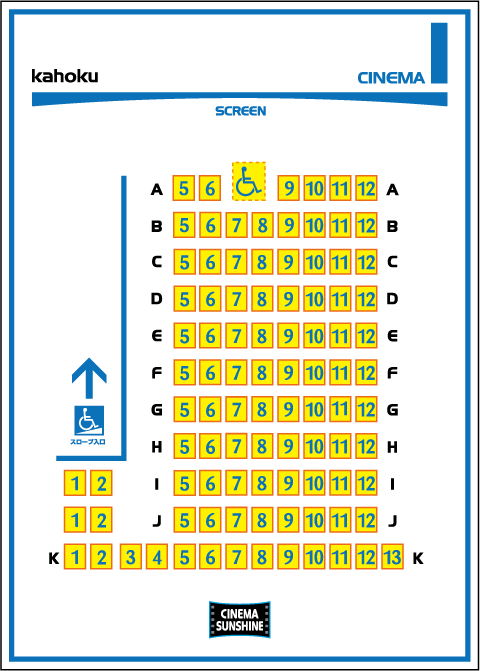 kahoku
CINEMA 1
SCREEN
A 5 6 9 10 11 12 A
B 5 6 7 8 9 10 11 12 B
C 5 6 7 8 9 10 11 12 C
D 5 6 7 8 9 10 11 12 D
E 5 6 7 8 9 10 11 12 E
F 5 6 7 8 9 10 11 12 F
G 5 6 7 8 9 10 11 12 G
スロープ入口
H 5 6 7 8 9 10 11 12 H
1 2 I 5 6 7 8 9 10 11 12 I
1 2 J 5 6 7 8 9 10 11 12 J
K 1 2 3 4 5 6 7 8 9 10 11 12 13 K
CINEMA
SUNSHINE